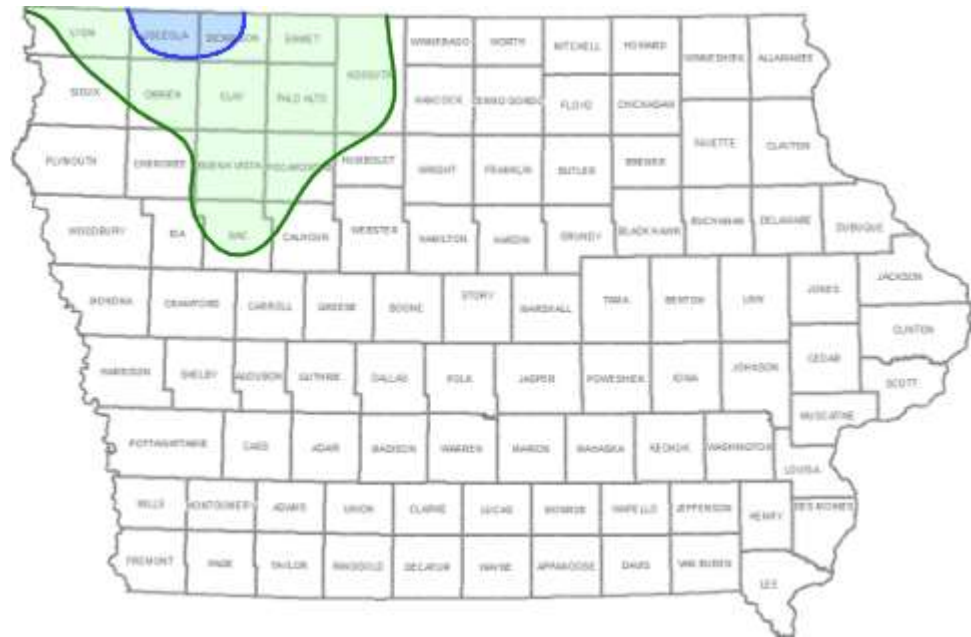 LYON OSCEOLA DICKINSON EMMET WINNEBAGO WORTH MITCHELL HOWARD WINNESHIEK ALLAMAKEE
KOSSUTH
SIOUX OBRIEN CLAY PALO ALTO HANCOCK CERRO GORDO FLOYD CHICKASAW
FAYETTE CLAYTON
PLYMOUTH CHEROKEE BUENA VISTA POCAHONTAS HUMBOLDT WRIGHT FRANKLIN BUTLER BREMER
WOODBURY IDA SAC CALHOUN WEBSTER HAMILTON HARDIN GRUNDY BLACK HAWK BUCHANAN DELAWARE DUBUQUE
MONONA CRAWFORD CARROLL GREENE BOONE STORY MARSHALL TAMA BENTON LINN JONES JACKSON
CLINTON
HARRISON SHELBY AUDUBON GUTHRIE DALLAS POLK JASPER POWESHIEK IOWA JOHNSON CEDAR SCOTT
MUSCATINE
POTTAWATTAMIE CASS ADAIR MADISON WARREN MARION MAHASKA KEOKUK WASHINGTON
LOUISA
MILLS MONTGOMERY ADAMS UNION CLARKE LUCAS MONROE WAPELLO JEFFERSON HENRY DES MOINES
FREMONT PAGE TAYLOR RINGGOLD DECATUR WAYNE APPANOOSE DAVIS VAN BUREN
LEE